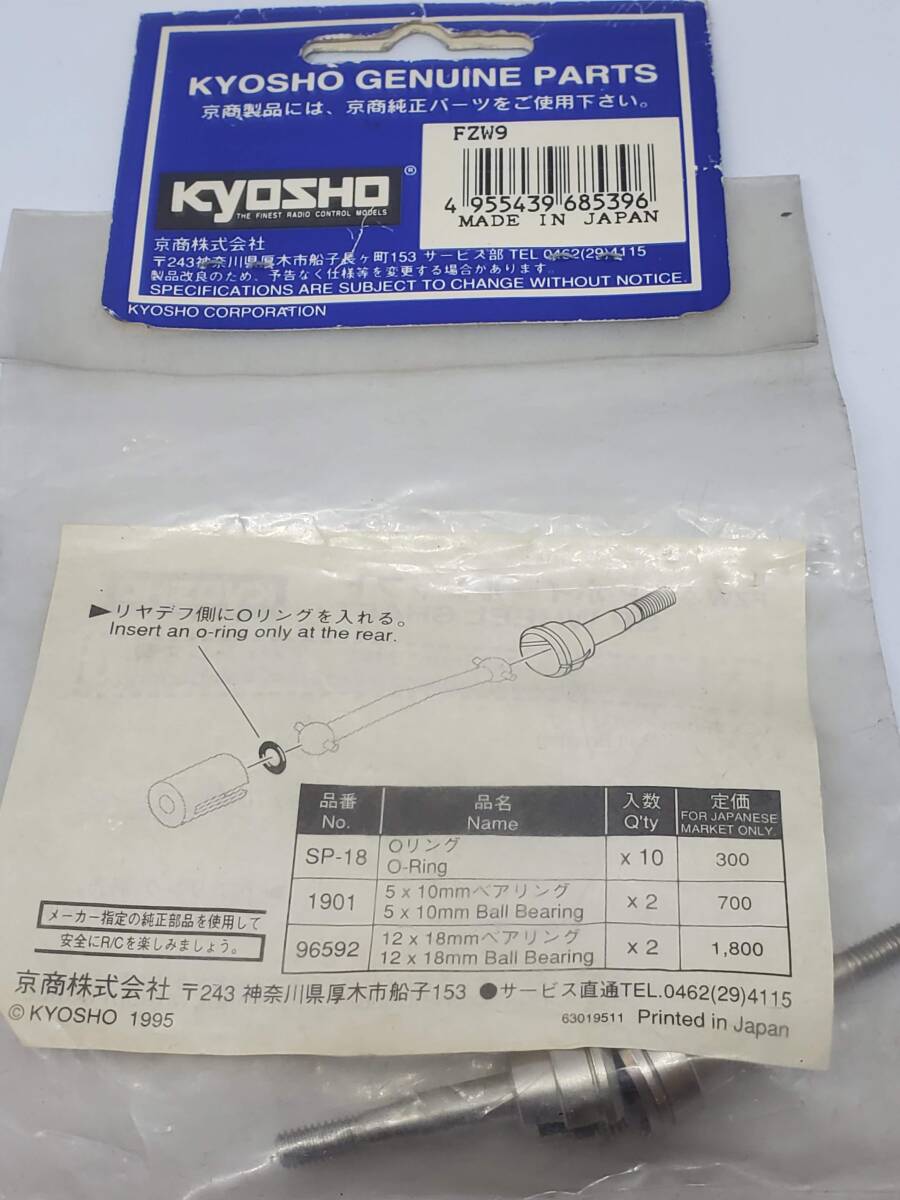 KYOSHO GENUINE PARTS
京商製品には、京商純正パーツをご使用下さい。
FZW9
4 955439 685396
MADE IN JAPAN
KYOSHO ®
THE FINEST RADIO CONTROL MODELS
京商株式会社
〒243神奈川県厚木市船子長ヶ町153 サービス部 TEL 0462(29)4115
製品改良のため、予告なく仕様等を変更する場合があります。
SPECIFICATIONS ARE SUBJECT TO CHANGE WITHOUT NOTICE.
KYOSHO CORPORATION
▶リヤデフ側にOリングを入れる。
Insert an o-ring only at the rear.
品番 品名 入数 定価
No. Name Q'ty FOR JAPANESE MARKET ONLY.
SP-18 Oリング O-Ring x 10 300
1901 5 x 10mmベアリング 5 x 10mm Ball Bearing x 2 700
96592 12 x 18mmベアリング 12 x 18mm Ball Bearing x 2 1,800
メーカー指定の純正部品を使用して
安全にR/Cを楽しみましょう。
京商株式会社 〒243 神奈川県厚木市船子153 ●サービス直通TEL.0462(29)4115
© KYOSHO 1995 63019511 Printed in Japan